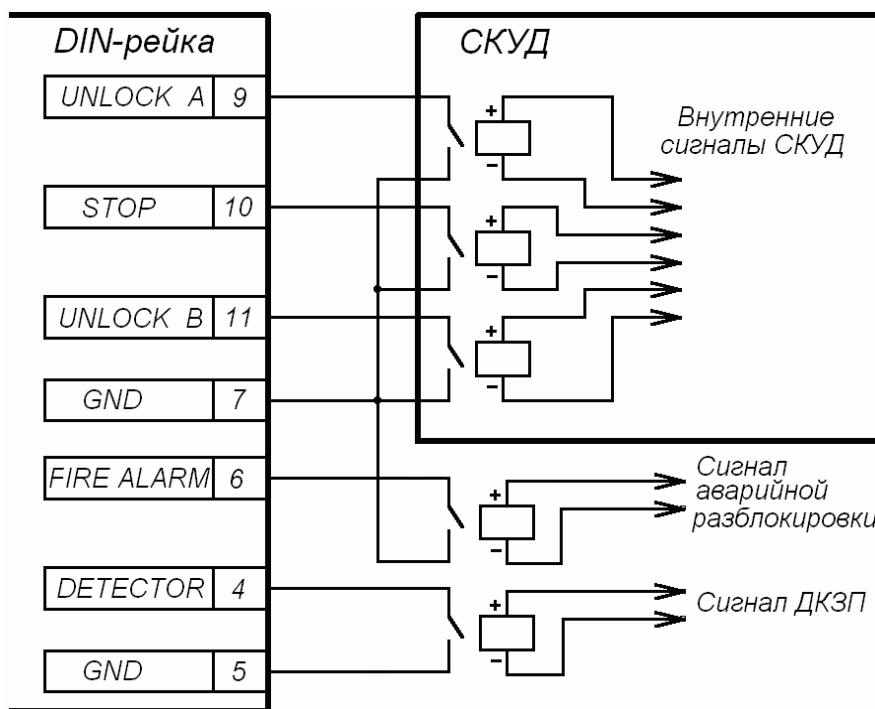 DIN-рейка
СКУД
UNLOCK A 9
STOP 10
UNLOCK B 11
GND 7
FIRE ALARM 6
DETECTOR 4
GND 5
+
−
+
−
+
−
Внутренние
сигналы СКУД
+
−
Сигнал
аварийной
разблокировки
+
−
Сигнал ДКЗП